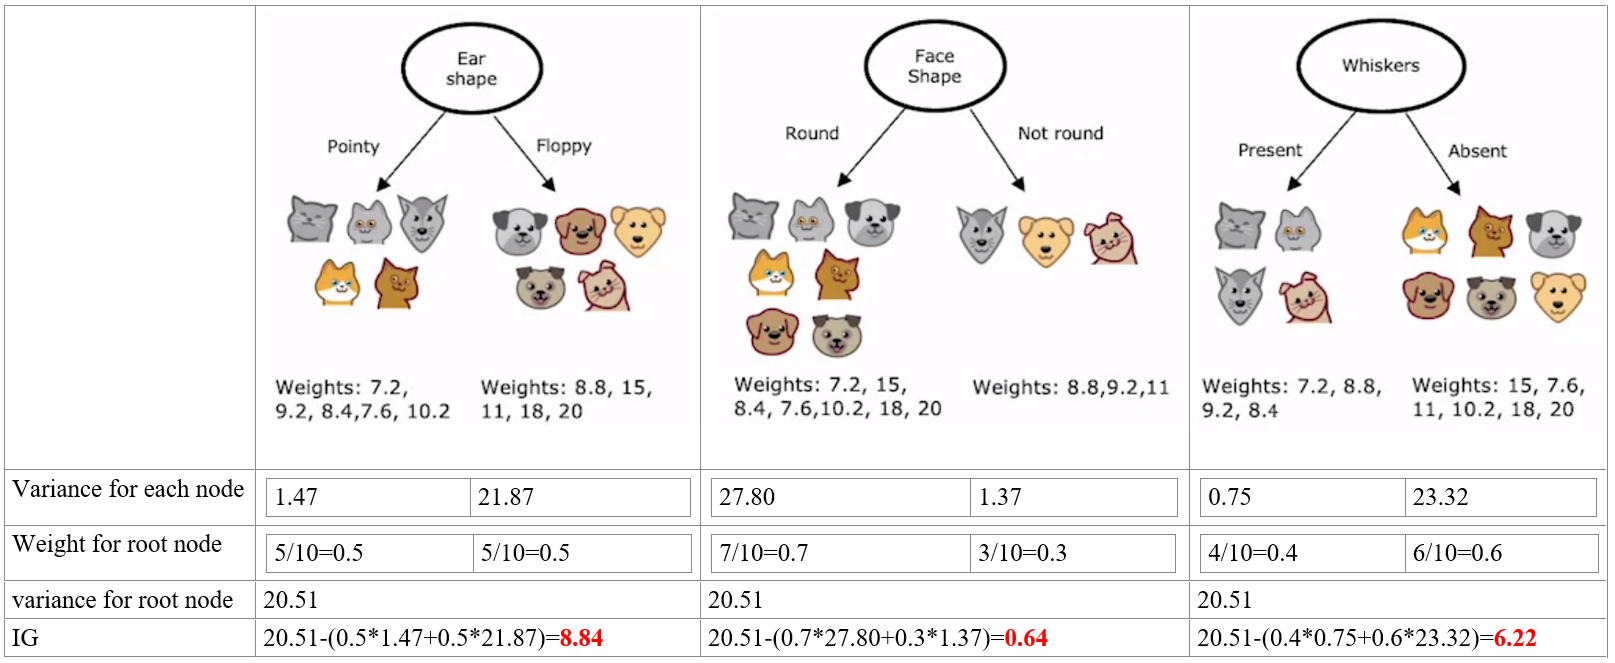 Ear
shape
Pointy
Floppy
Weights: 7.2,
9.2, 8.4,7.6, 10.2
Weights: 8.8, 15,
11, 18, 20
Face
Shape
Round
Not round
Weights: 7.2, 15,
8.4, 7.6,10.2, 18, 20
Weights: 8.8,9.2,11
Whiskers
Present
Absent
Weights: 7.2, 8.8,
9.2, 8.4
Weights: 15, 7.6,
11, 10.2, 18, 20
Variance for each node
1.47
21.87
27.80
1.37
0.75
23.32
Weight for root node
5/10=0.5
5/10=0.5
7/10=0.7
3/10=0.3
4/10=0.4
6/10=0.6
variance for root node
20.51
20.51
20.51
IG
20.51-(0.5*1.47+0.5*21.87)=8.84
20.51-(0.7*27.80+0.3*1.37)=0.64
20.51-(0.4*0.75+0.6*23.32)=6.22